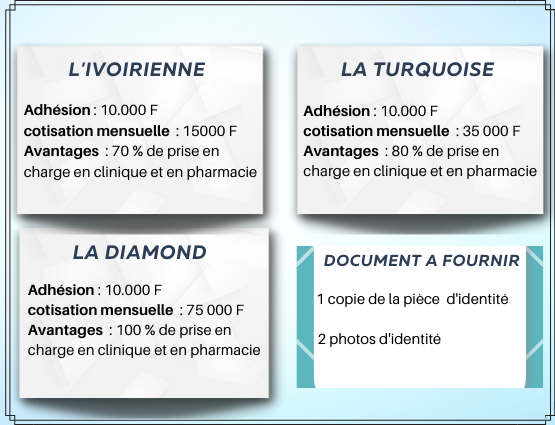 L'IVOIRIENNE
Adhésion : 10.000 F
cotisation mensuelle : 15000 F
Avantages : 70 % de prise en
charge en clinique et en pharmacie
LA TURQUOISE
Adhésion : 10.000 F
cotisation mensuelle : 35 000 F
Avantages : 80 % de prise en
charge en clinique et en pharmacie
LA DIAMOND
Adhésion : 10.000 F
cotisation mensuelle : 75 000 F
Avantages : 100 % de prise en
charge en clinique et en pharmacie
DOCUMENT A FOURNIR
1 copie de la pièce d'identité
2 photos d'identité